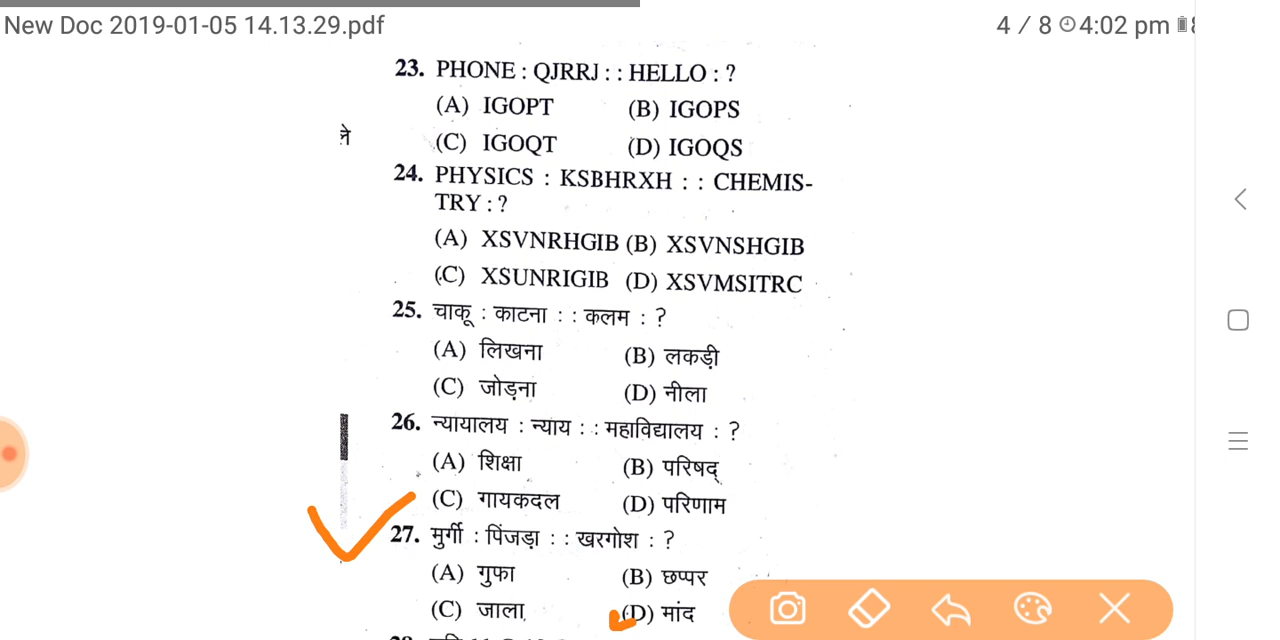 New Doc 2019-01-05 14.13.29.pdf
4 / 8 4:02 pm
23. PHONE : QJRRJ : : HELLO : ?
(A) IGOPT (B) IGOPS
ले
(C) IGOQT (D) IGOQS
24. PHYSICS : KSBHRXH : : CHEMIS-
TRY : ?
(A) XSVNRHGIB (B) XSVNSHGIB
(C) XSUNRIGIB (D) XSVMSITRC
25. चाकू : काटना : : कलम : ?
(A) लिखना (B) लकड़ी
(C) जोड़ना (D) नीला
26. न्यायालय : न्याय : : महाविद्यालय : ?
(A) शिक्षा (B) परिषद्
(C) गायकदल (D) परिणाम
27. मुर्गी : पिंजड़ा : : खरगोश : ?
(A) गुफा (B) छप्पर
(C) जाला (D) मांद